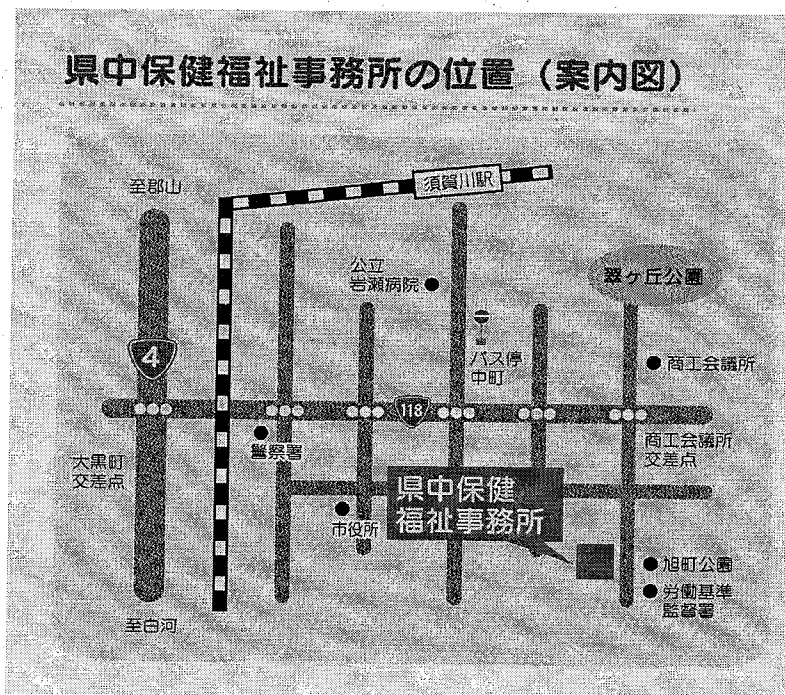 県中保健福祉事務所の位置（案内図）
至郡山
須賀川駅
公立
岩瀬病院
翠ヶ丘公園
4
バス停
中町
商工会議所
118
警察署
大黒町
交差点
商工会議所
交差点
県中保健
福祉事務所
市役所
旭町公園
労働基準
監督署
至白河